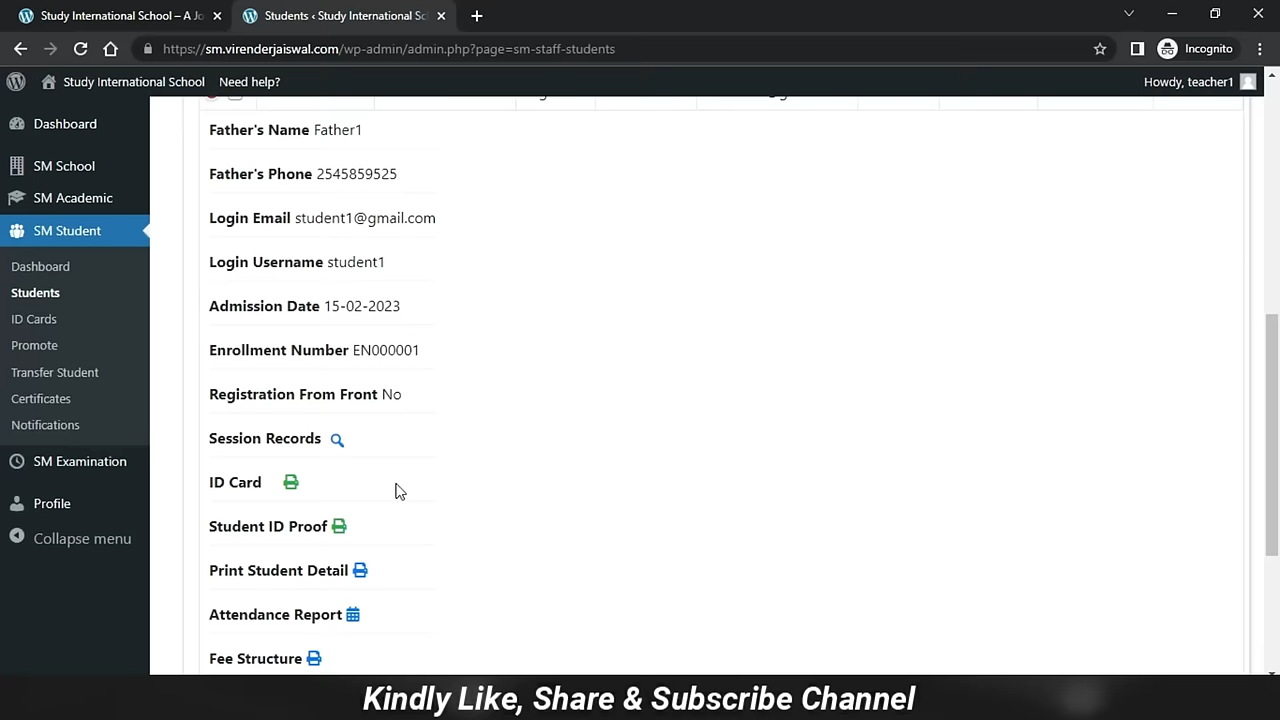 Study International School – A Jo
Students ‹ Study International Sc
https://sm.virenderjaiswal.com/wp-admin/admin.php?page=sm-staff-students
Incognito
Study International School
Need help?
Howdy, teacher1
Dashboard
SM School
SM Academic
SM Student
Dashboard
Students
ID Cards
Promote
Transfer Student
Certificates
Notifications
SM Examination
Profile
Collapse menu
Father's Name Father1
Father's Phone 2545859525
Login Email student1@gmail.com
Login Username student1
Admission Date 15-02-2023
Enrollment Number EN000001
Registration From Front No
Session Records
ID Card
Student ID Proof
Print Student Detail
Attendance Report
Fee Structure
Kindly Like, Share & Subscribe Channel